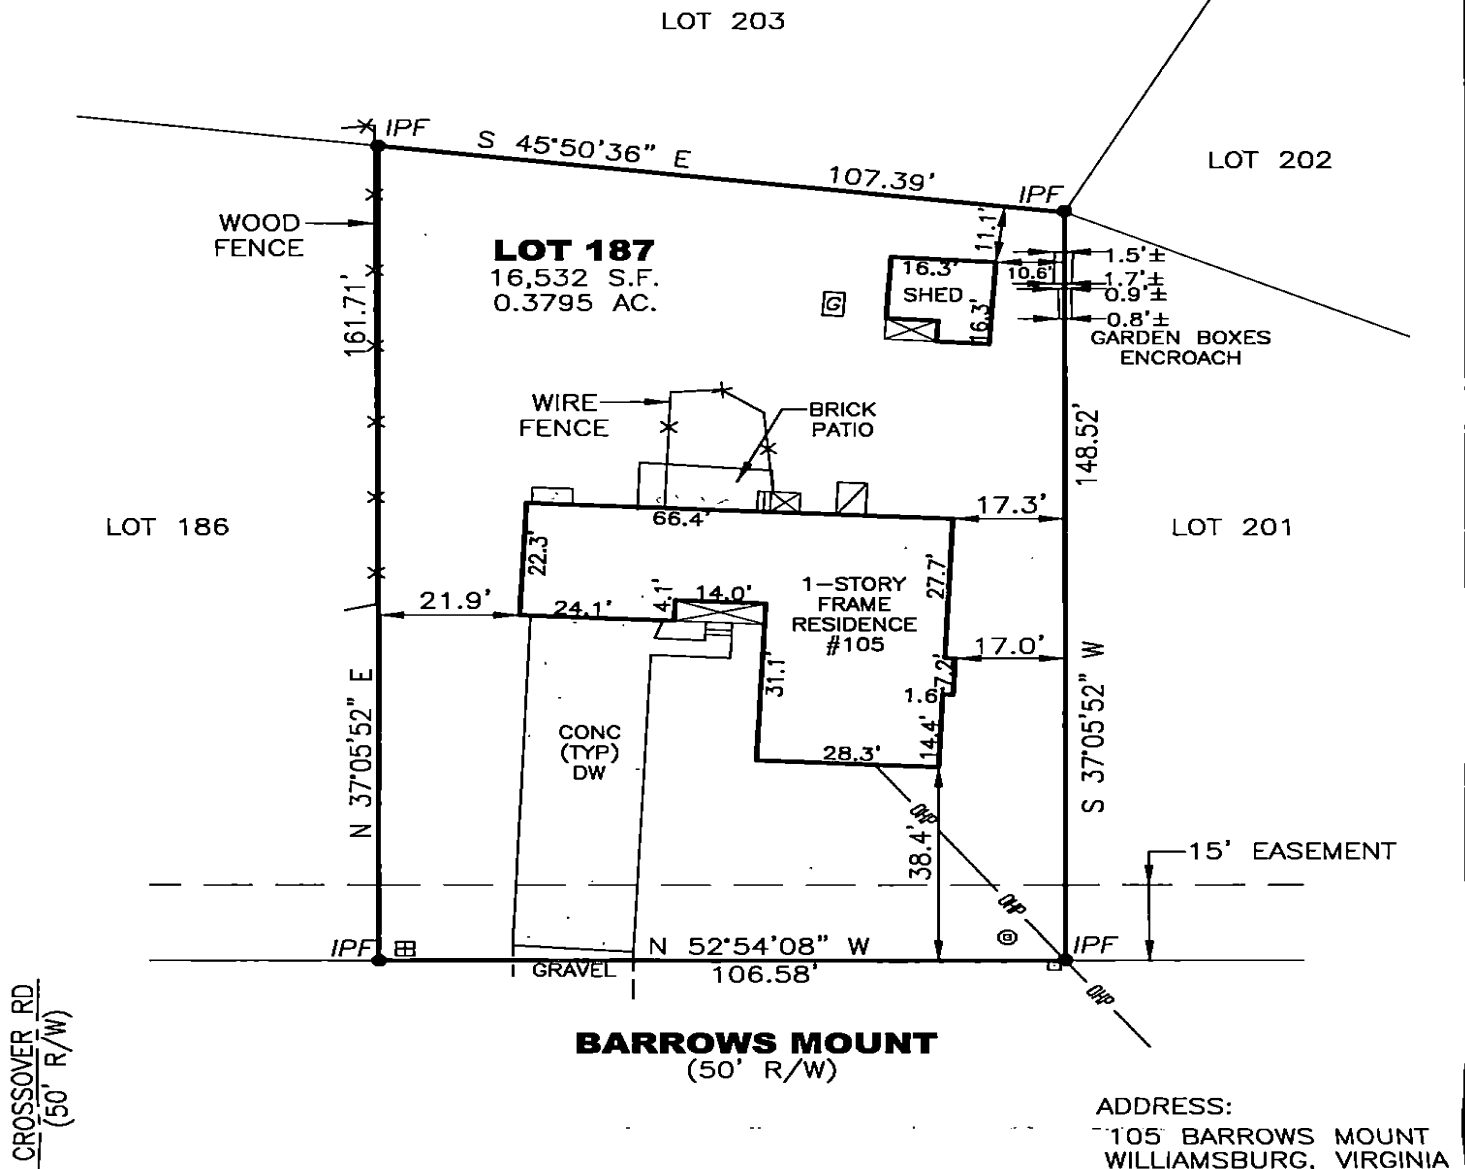 LOT 203
IPF
S 45°50'36" E
107.39'
IPF
LOT 202
WOOD
FENCE
LOT 187
16,532 S.F.
0.3795 AC.
161.71'
11.1'
16.3'
SHED
16.3'
10.6'
1.5'±
1.7'±
0.9'±
0.8'±
GARDEN BOXES
ENCROACH
G
WIRE
FENCE
BRICK
PATIO
148.52'
LOT 186
66.4'
17.3'
LOT 201
22.3'
27.7'
21.9'
24.1'
4.1'
14.0'
1-STORY
FRAME
RESIDENCE
#105
17.0'
7.2'
1.6
31.1'
14.4'
28.3'
N 37°05'52" E
S 37°05'52" W
CONC
(TYP)
DW
OHP
38.4'
OHP
15' EASEMENT
IPF
N 52°54'08" W
106.58'
IPF
GRAVEL
OHP
BARROWS MOUNT
(50' R/W)
CROSSOVER RD
(50' R/W)
ADDRESS:
105 BARROWS MOUNT
WILLIAMSBURG, VIRGINIA